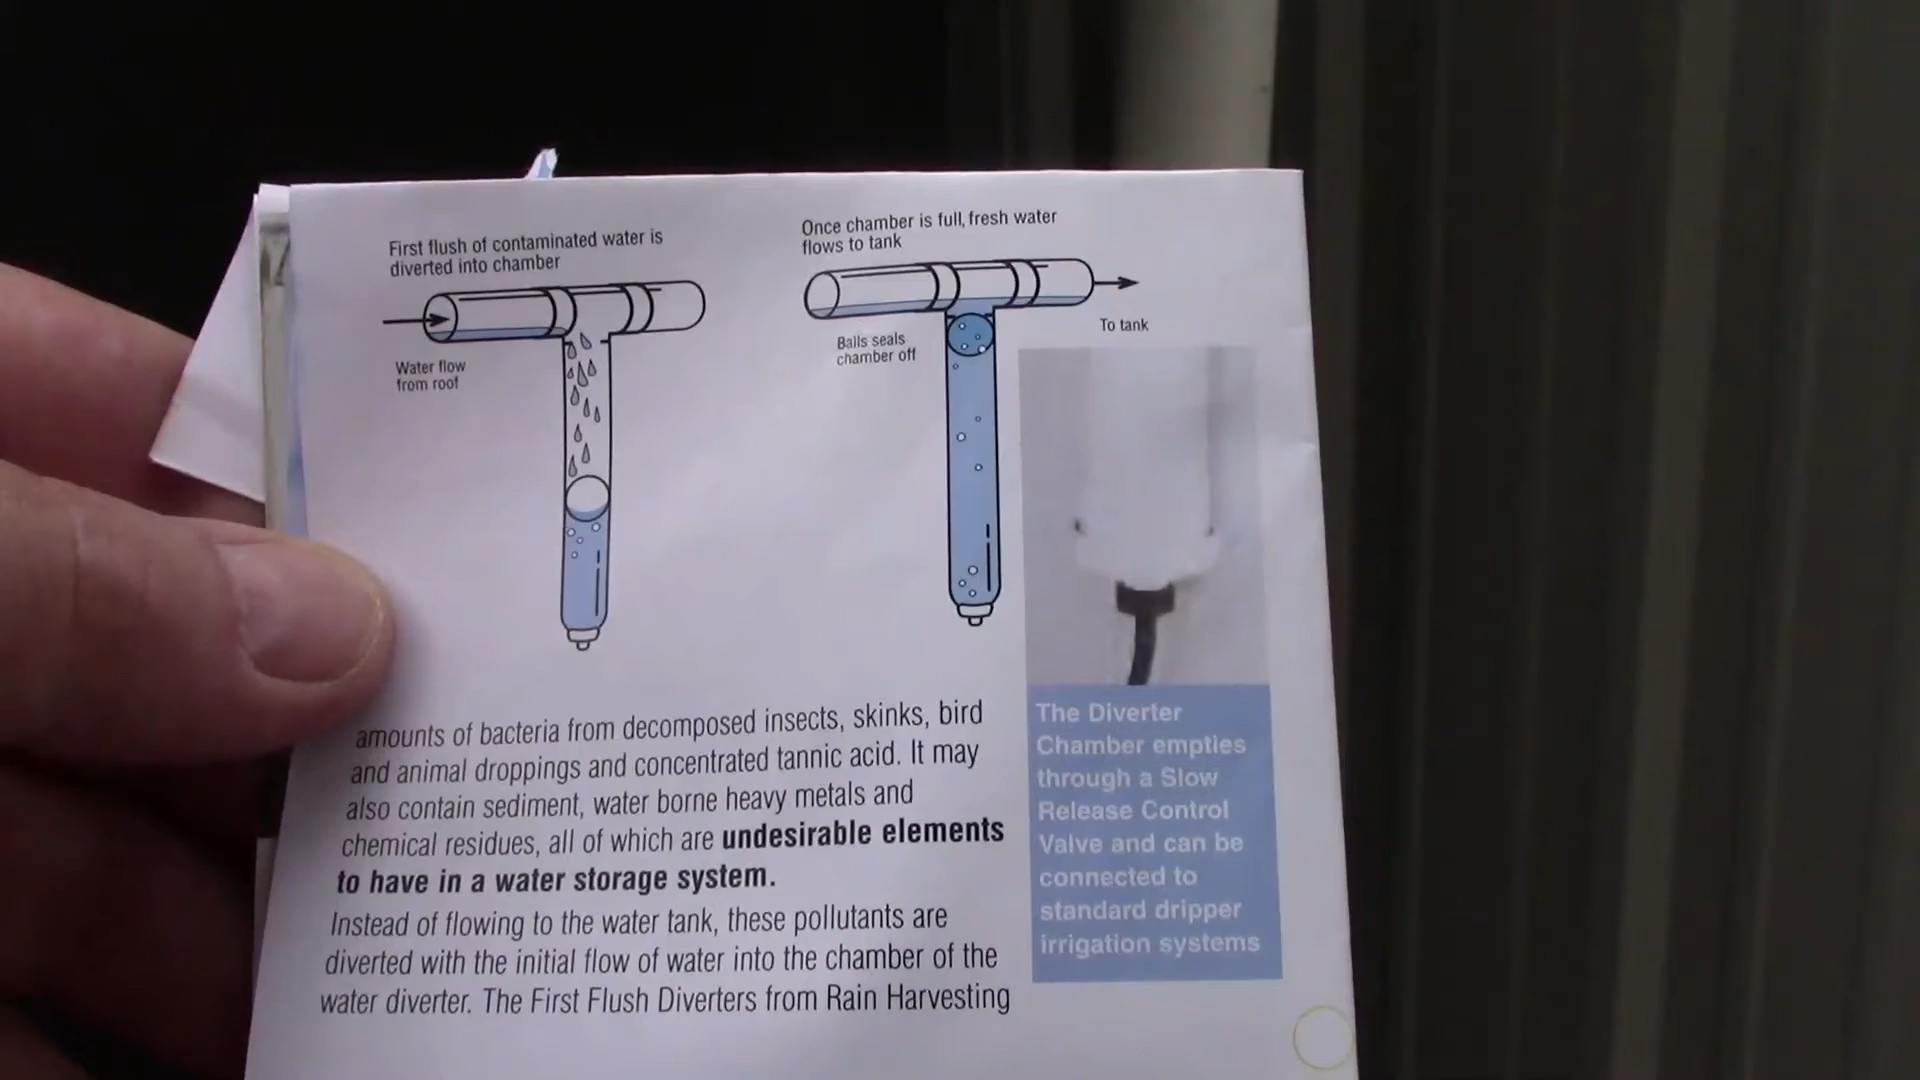 First flush of contaminated water is
diverted into chamber
Water flow
from roof
Once chamber is full, fresh water
flows to tank
Balls seals
chamber off
To tank
amounts of bacteria from decomposed insects, skinks, bird
and animal droppings and concentrated tannic acid. It may
also contain sediment, water borne heavy metals and
chemical residues, all of which are undesirable elements
to have in a water storage system.
Instead of flowing to the water tank, these pollutants are
diverted with the initial flow of water into the chamber of the
water diverter. The First Flush Diverters from Rain Harvesting
The Diverter
Chamber empties
through a Slow
Release Control
Valve and can be
connected to
standard dripper
irrigation systems